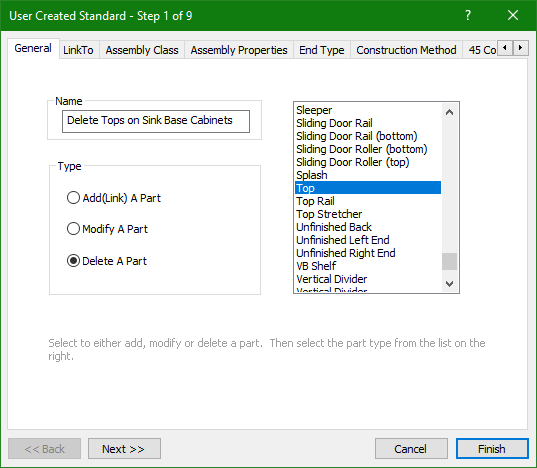 User Created Standard - Step 1 of 9
General LinkTo Assembly Class Assembly Properties End Type Construction Method 45 Co
Name
Delete Tops on Sink Base Cabinets
Type
Add(Link) A Part
Modify A Part
Delete A Part
Sleeper
Sliding Door Rail
Sliding Door Rail (bottom)
Sliding Door Roller (bottom)
Sliding Door Roller (top)
Splash
Top
Top Rail
Top Stretcher
Unfinished Back
Unfinished Left End
Unfinished Right End
VB Shelf
Vertical Divider
Vertical Divider
Select to either add, modify or delete a part.  Then select the part type from the list on the
right.
<< Back Next >> Cancel Finish